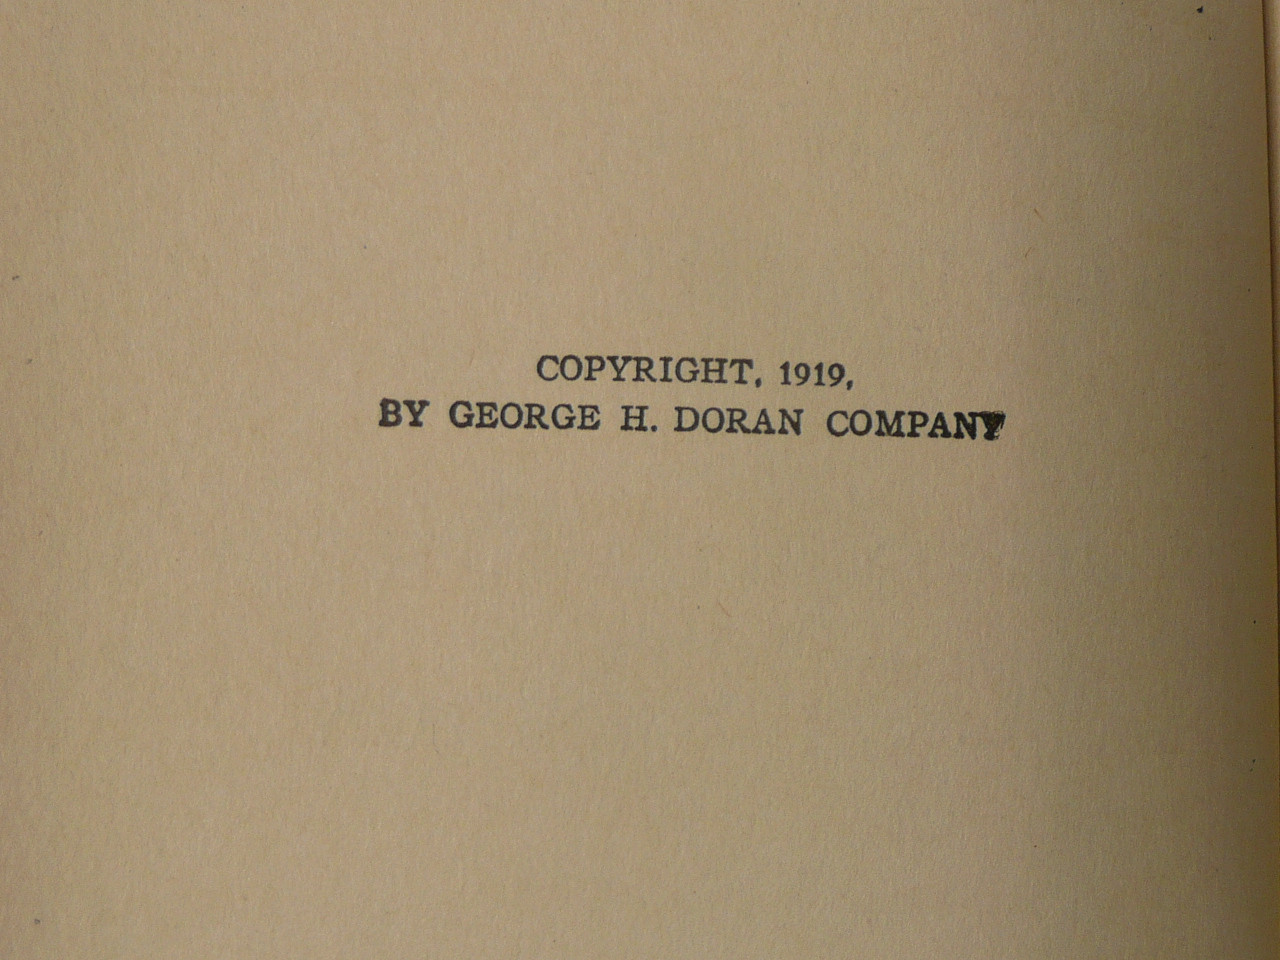 COPYRIGHT, 1919,
BY GEORGE H. DORAN COMPANY